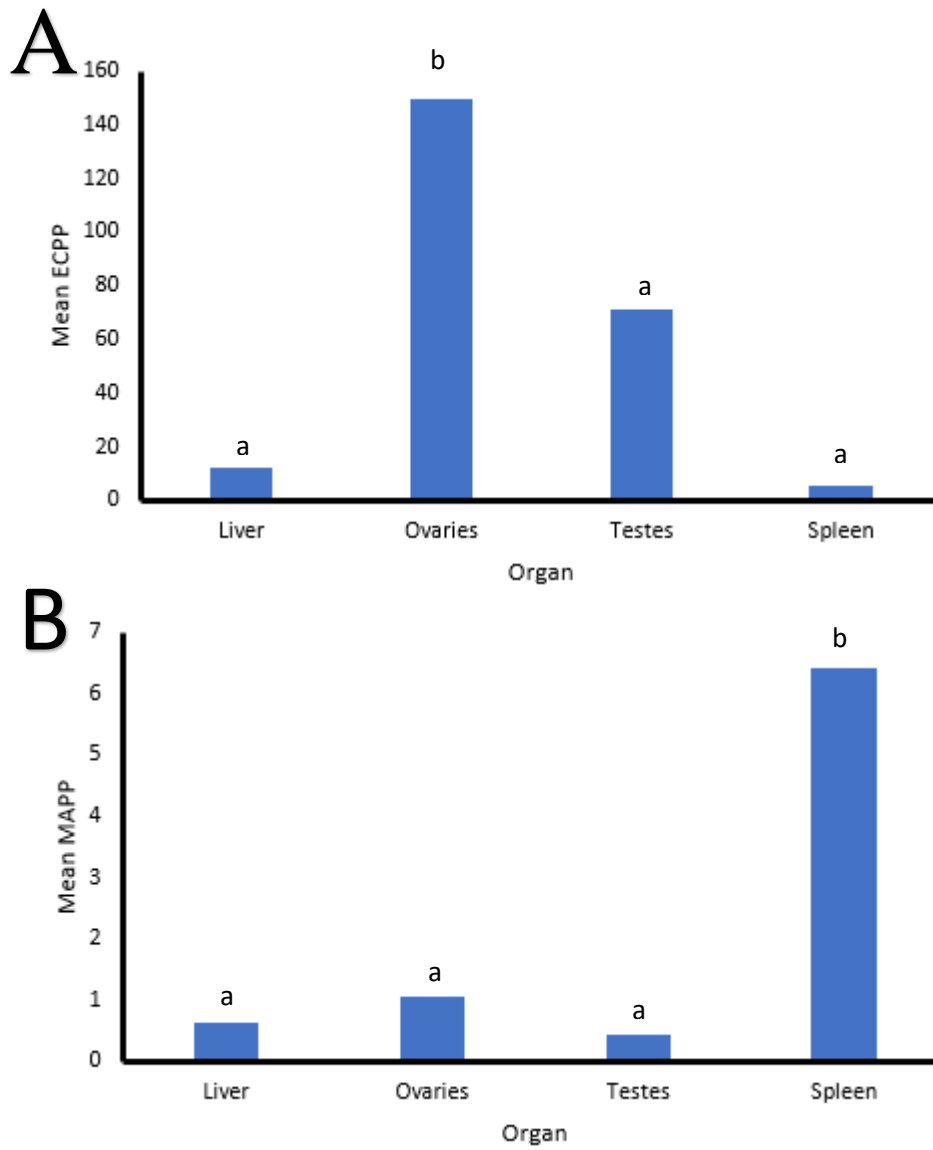 A
160
140
120
100
80
60
40
20
0
Mean ECPP
a
b
a
a
Liver Ovaries Testes Spleen
Organ
B
7
6
5
4
3
2
1
0
Mean MAPP
a
a
a
b
Liver Ovaries Testes Spleen
Organ